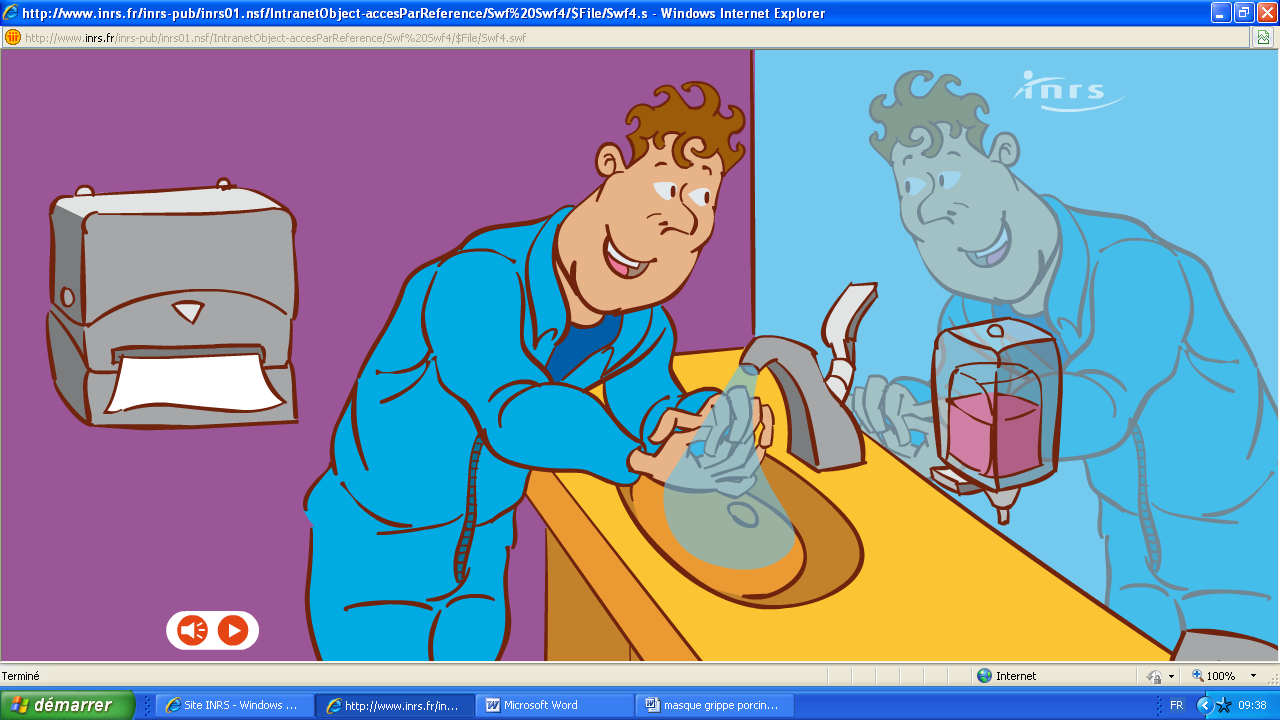 http://www.inrs.fr/inrs-pub/inrs01.nsf/IntranetObject-accesParReference/Swf%20Swf4/$File/Swf4.s - Windows Internet Explorer
http://www.inrs.fr/inrs-pub/inrs01.nsf/IntranetObject-accesParReference/Swf%20Swf4/$File/Swf4.swf
inrs
Terminé
Internet
100%
démarrer
Site INRS - Windows ...
http://www.inrs.fr/in...
Microsoft Word
masque grippe porcin...
FR
09:38